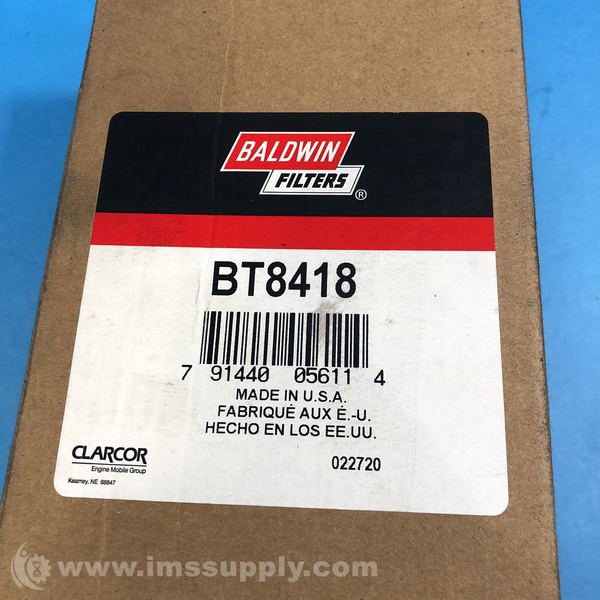 BALDWIN
FILTERS
®
BT8418
7 91440 05611 4
MADE IN U.S.A.
FABRIQUÉ AUX É.-U.
HECHO EN LOS EE.UU.
CLARCOR
Engine Mobile Group
Kearney, NE 68847
022720
www.imssupply.com